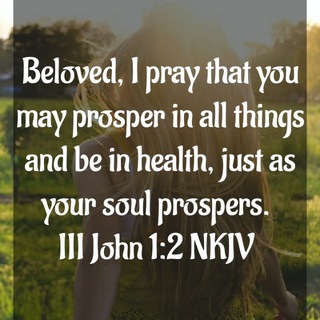 Beloved, I pray that you
may prosper in all things
and be in health, just as
your soul prospers.
III John 1:2 NKJV